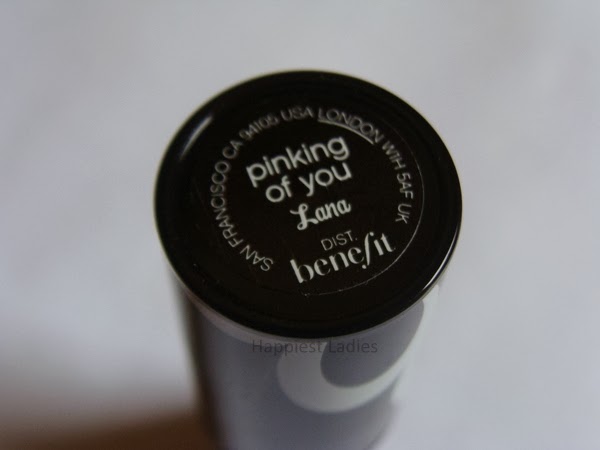 SAN FRANCISCO CA 94105 USA LONDON W1H 5AF UK
pinking
of you
Lana
DIST.
benefit
Happiest Ladies